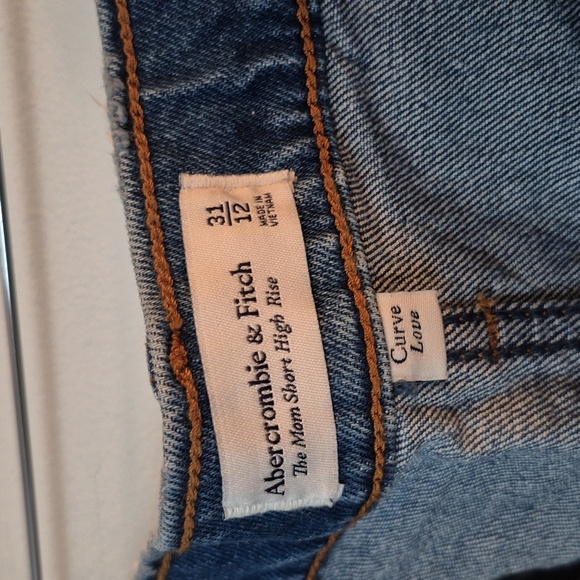 Abercrombie & Fitch
The Mom Short High Rise
31
12
MADE IN
VIETNAM
Curve
Love